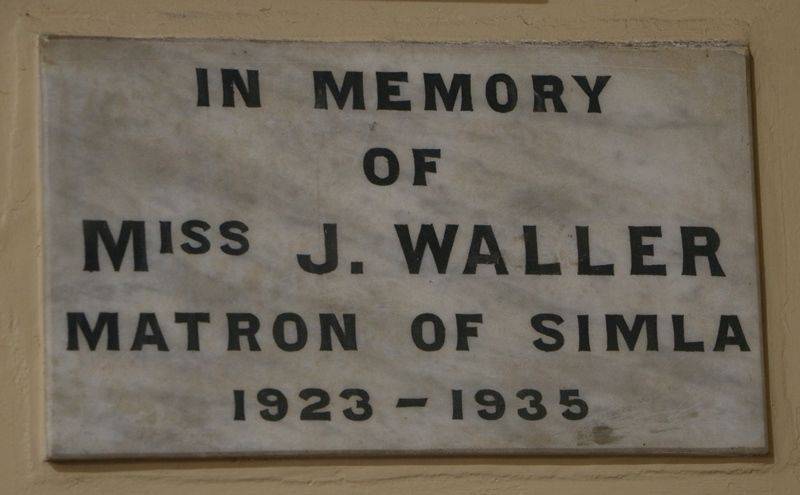 IN MEMORY
OF
MISS J. WALLER
MATRON OF SIMLA
1923 - 1935